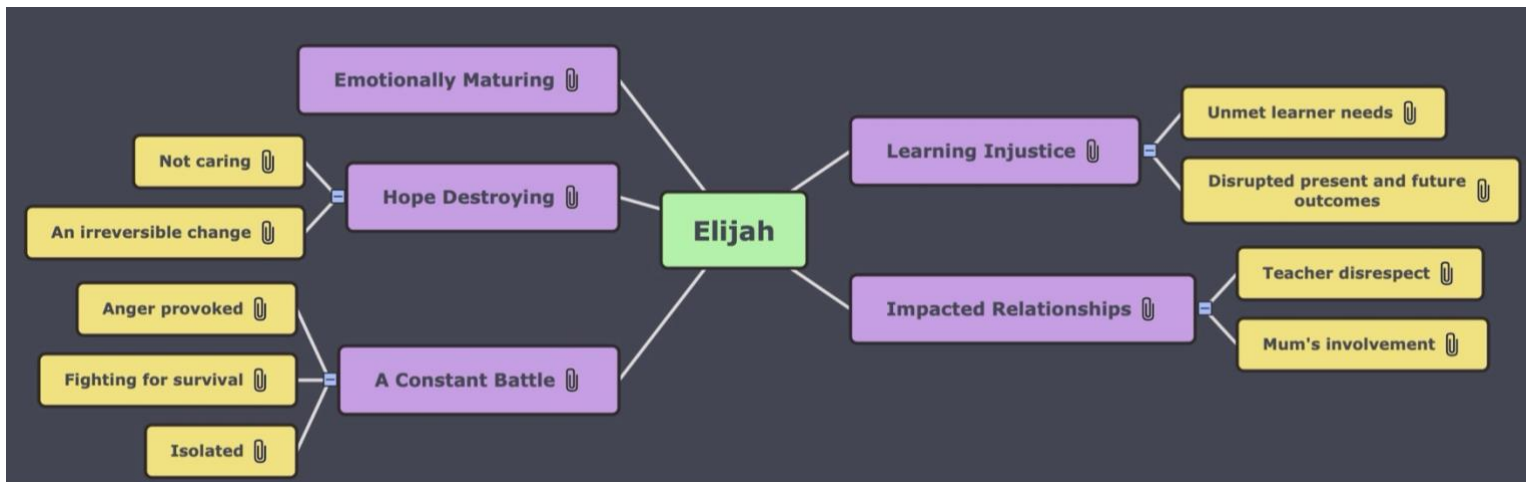 Emotionally Maturing
Not caring
Hope Destroying
An irreversible change
Anger provoked
Fighting for survival
A Constant Battle
Isolated
Elijah
Learning Injustice
Unmet learner needs
Disrupted present and future
outcomes
Impacted Relationships
Teacher disrespect
Mum's involvement